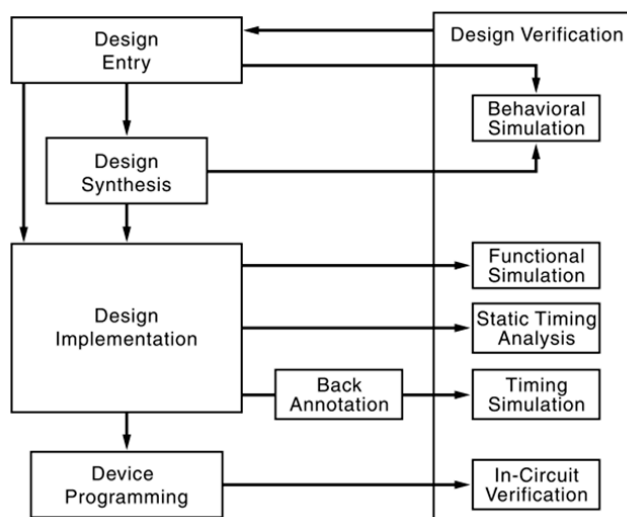 Design
Entry
Design Verification
Behavioral
Simulation
Design
Synthesis
Functional
Simulation
Design
Implementation
Static Timing
Analysis
Back
Annotation
Timing
Simulation
Device
Programming
In-Circuit
Verification